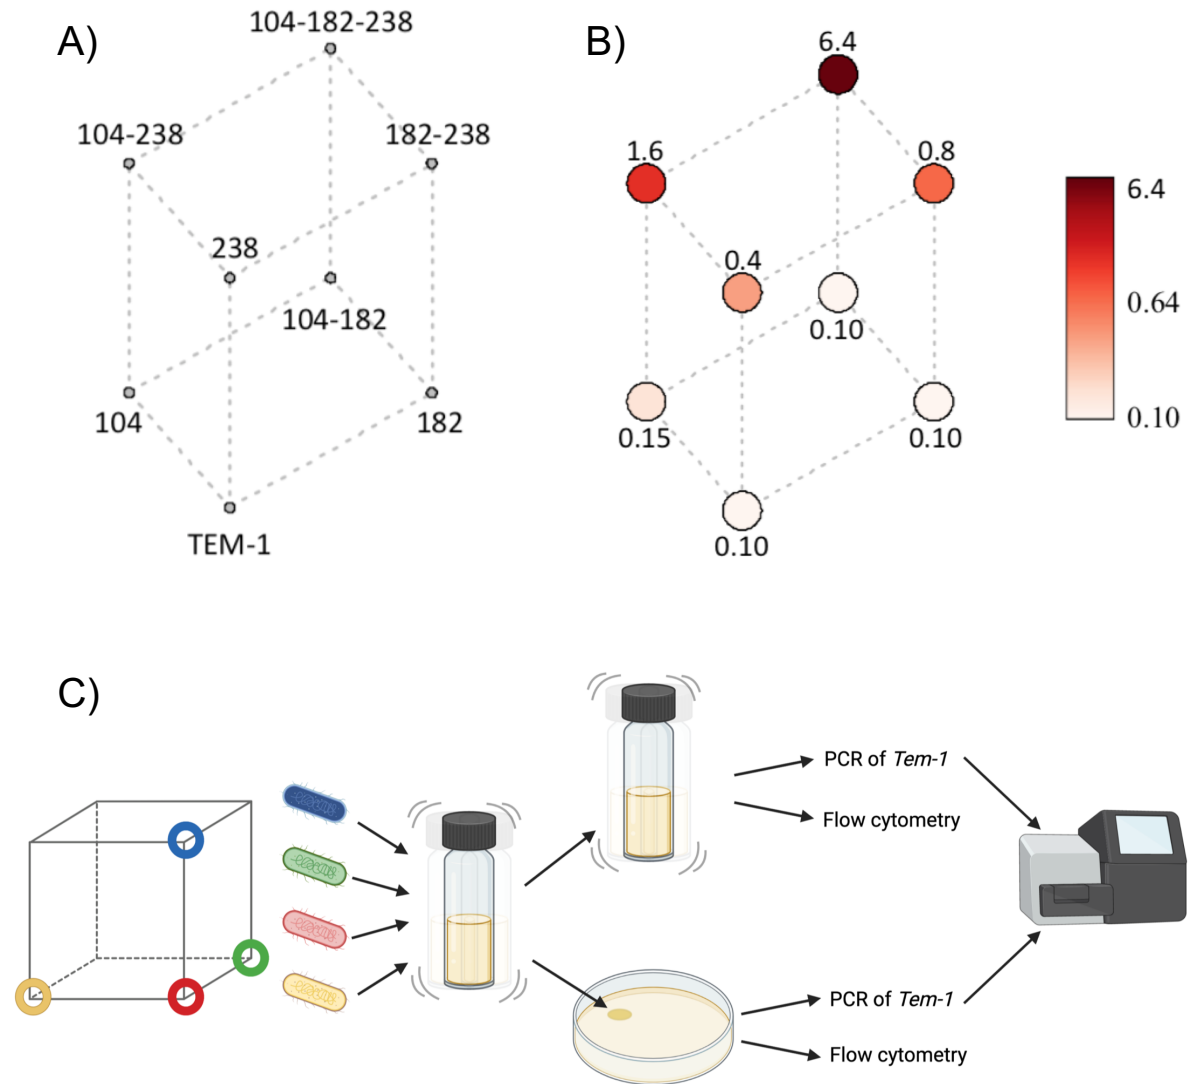 A)
104-182-238
104-238
182-238
238
104-182
104
182
TEM-1
B)
6.4
1.6
0.8
0.4
0.10
0.15
0.10
0.10
6.4
0.64
0.10
C)
PCR of Tem-1
Flow cytometry
PCR of Tem-1
Flow cytometry